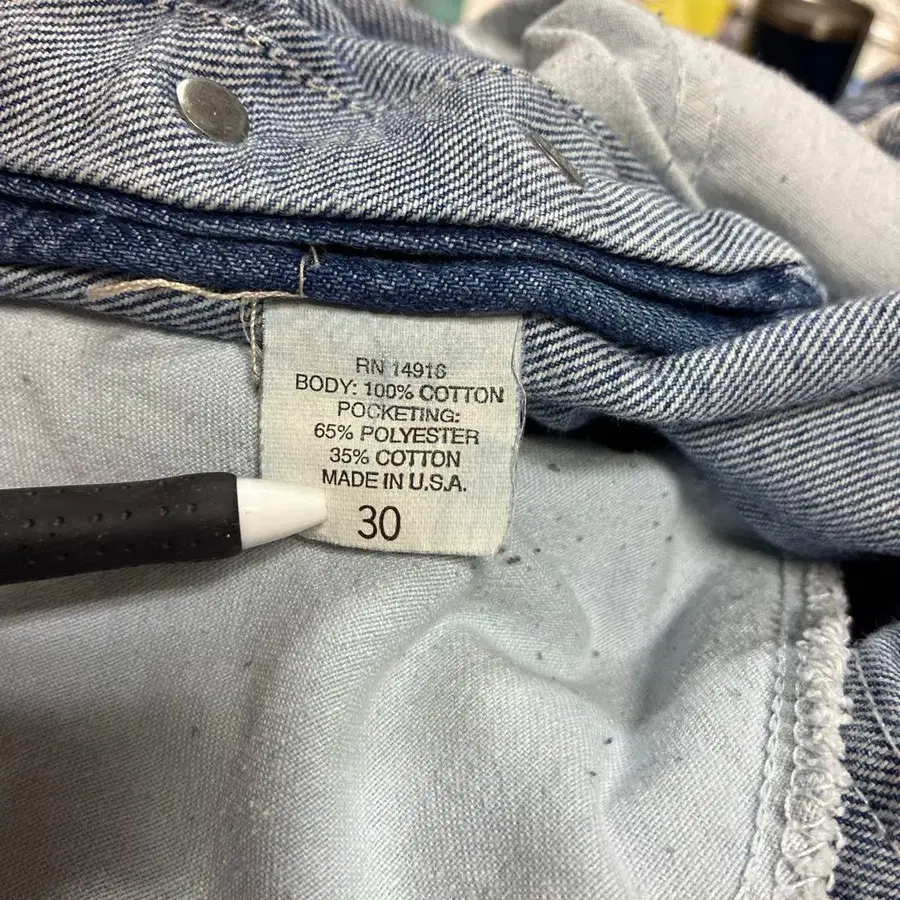 RN 14916
BODY: 100% COTTON
POCKETING:
65% POLYESTER
35% COTTON
MADE IN U.S.A.
30